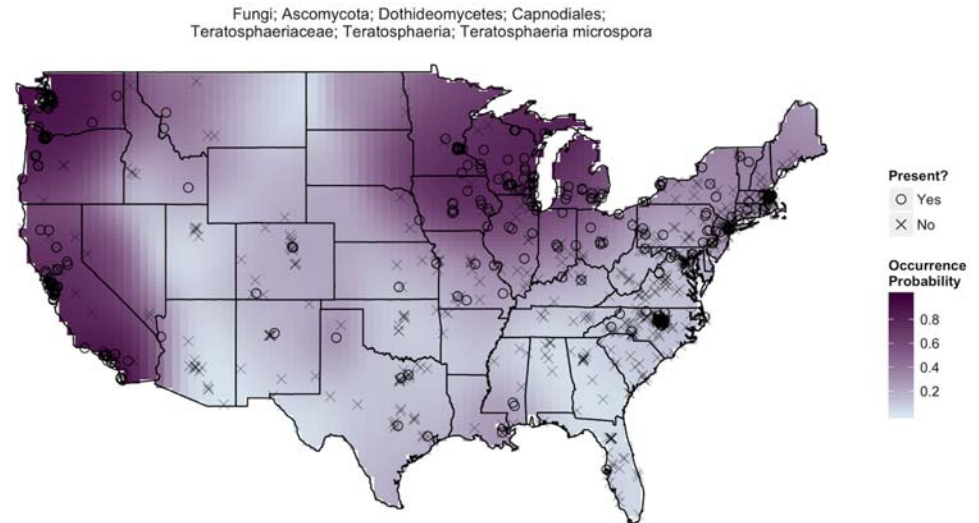 Fungi; Ascomycota; Dothideomycetes; Capnodiales;
Teratosphaeriaceae; Teratosphaeria; Teratosphaeria microspora
Present?
Yes
No
Occurrence
Probability
0.8
0.6
0.4
0.2